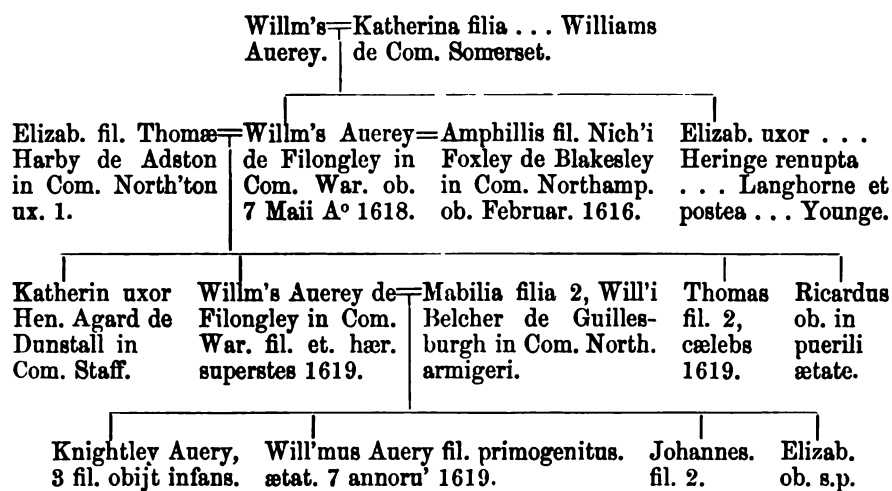 Willm's=Katherina filia . . . Williams
Auerey. de Com. Somerset.
Elizab. fil. Thomæ=Willm's Auerey=Amphillis fil. Nich'i Elizab. uxor . . .
Harby de Adston de Filongley in Foxley de Blakesley Heringe renupta
in Com. North'ton Com. War. ob. in Com. Northamp. . . . Langhorne et
ux. 1. 7 Maii Aº 1618. ob. Februar. 1616. postea . . . Younge.
Katherin uxor Willm's Auerey de=Mabilia filia 2, Will'i Thomas Ricardus
Hen. Agard de Filongley in Com. Belcher de Guilles- fil. 2, ob. in
Dunstall in War. fil. et. hær. burgh in Com. North. cælebs puerili
Com. Staff. superstes 1619. armigeri. 1619. ætate.
Knightley Auery, Will'mus Auery fil. primogenitus. Johannes. Elizab.
3 fil. obijt infans. ætat. 7 annoru' 1619. fil. 2. ob. s.p.